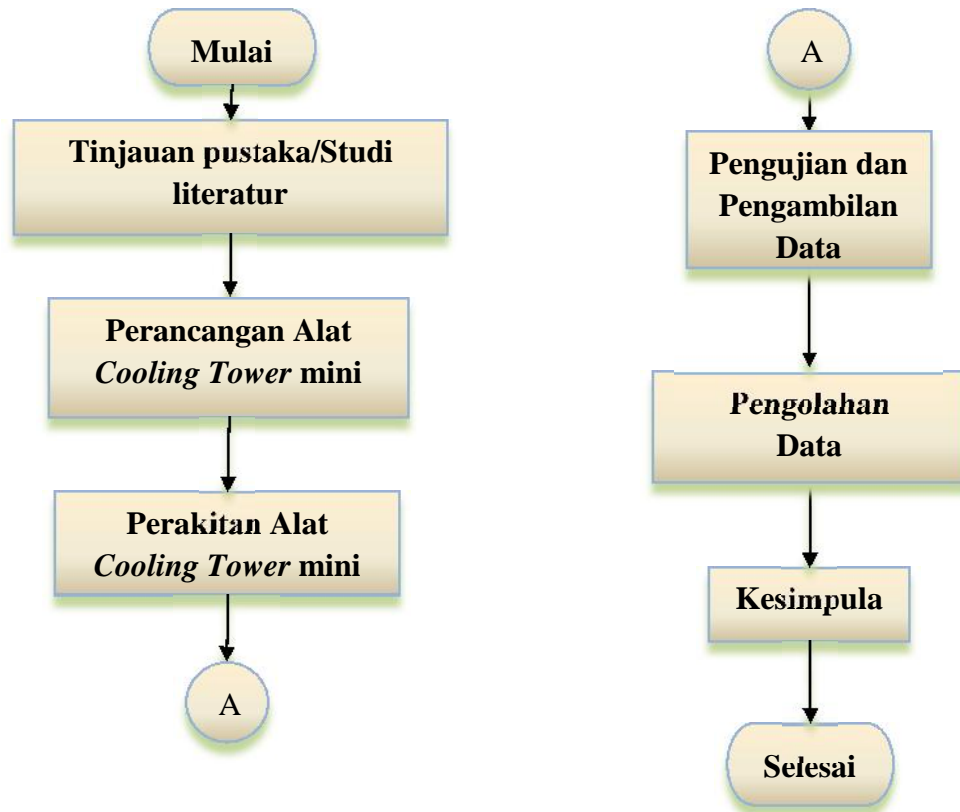 Mulai
Tinjauan pustaka/Studi
literatur
Perancangan Alat
Cooling Tower mini
Perakitan Alat
Cooling Tower mini
A
A
Pengujian dan
Pengambilan
Data
Pengolahan
Data
Kesimpula
Selesai